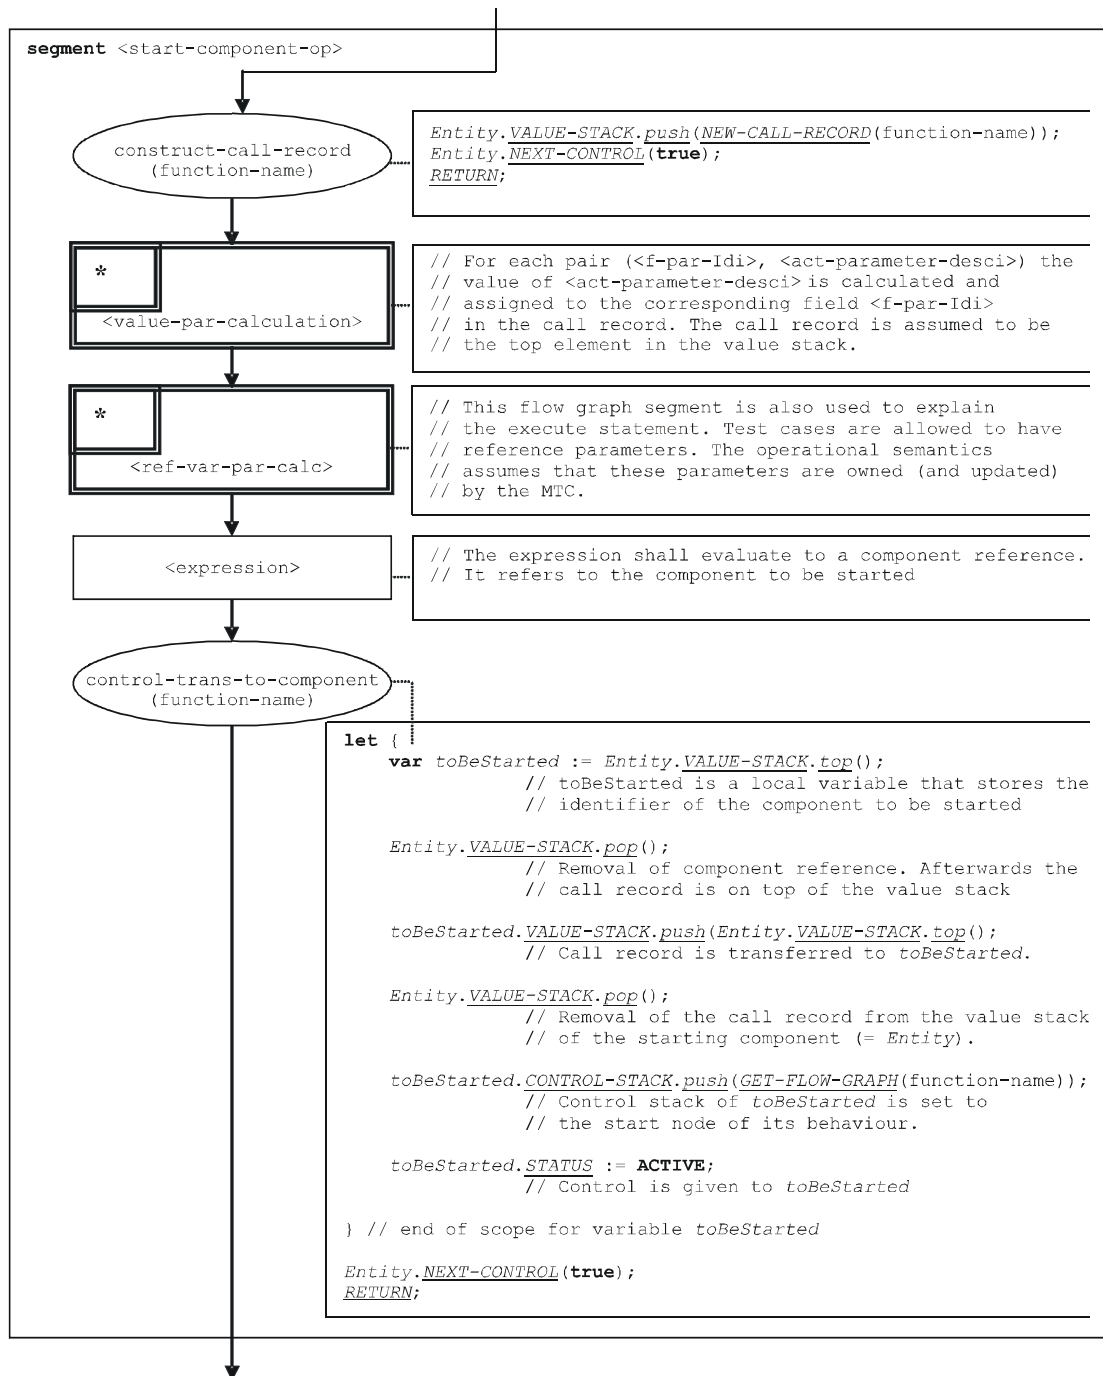 segment <start-component-op>
construct-call-record
(function-name)
Entity.VALUE-STACK.push(NEW-CALL-RECORD(function-name));
Entity.NEXT-CONTROL(true);
RETURN;
*
<value-par-calculation>
// For each pair (<f-par-Idi>, <act-parameter-desci>) the
// value of <act-parameter-desci> is calculated and
// assigned to the corresponding field <f-par-Idi>
// in the call record. The call record is assumed to be
// the top element in the value stack.
*
<ref-var-par-calc>
// This flow graph segment is also used to explain
// the execute statement. Test cases are allowed to have
// reference parameters. The operational semantics
// assumes that these parameters are owned (and updated)
// by the MTC.
<expression>
// The expression shall evaluate to a component reference.
// It refers to the component to be started
control-trans-to-component
(function-name)
let {
var toBeStarted := Entity.VALUE-STACK.top();
// toBeStarted is a local variable that stores the
// identifier of the component to be started
Entity.VALUE-STACK.pop();
// Removal of component reference. Afterwards the
// call record is on top of the value stack
toBeStarted.VALUE-STACK.push(Entity.VALUE-STACK.top();
// Call record is transferred to toBeStarted.
Entity.VALUE-STACK.pop();
// Removal of the call record from the value stack
// of the starting component (= Entity).
toBeStarted.CONTROL-STACK.push(GET-FLOW-GRAPH(function-name));
// Control stack of toBeStarted is set to
// the start node of its behaviour.
toBeStarted.STATUS := ACTIVE;
// Control is given to toBeStarted
} // end of scope for variable toBeStarted
Entity.NEXT-CONTROL(true);
RETURN;